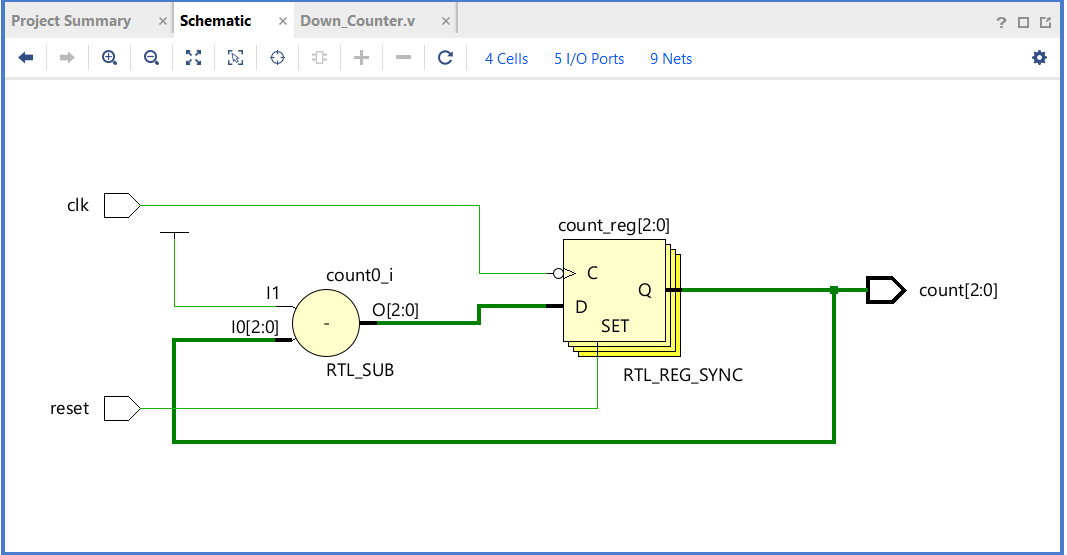 Project Summary × Schematic × Down_Counter.v ×
?
4 Cells 5 I/O Ports 9 Nets
clk
count_reg[2:0]
count0_i
C
I1
Q
count[2:0]
O[2:0]
D
I0[2:0]
-
SET
RTL_SUB
RTL_REG_SYNC
reset